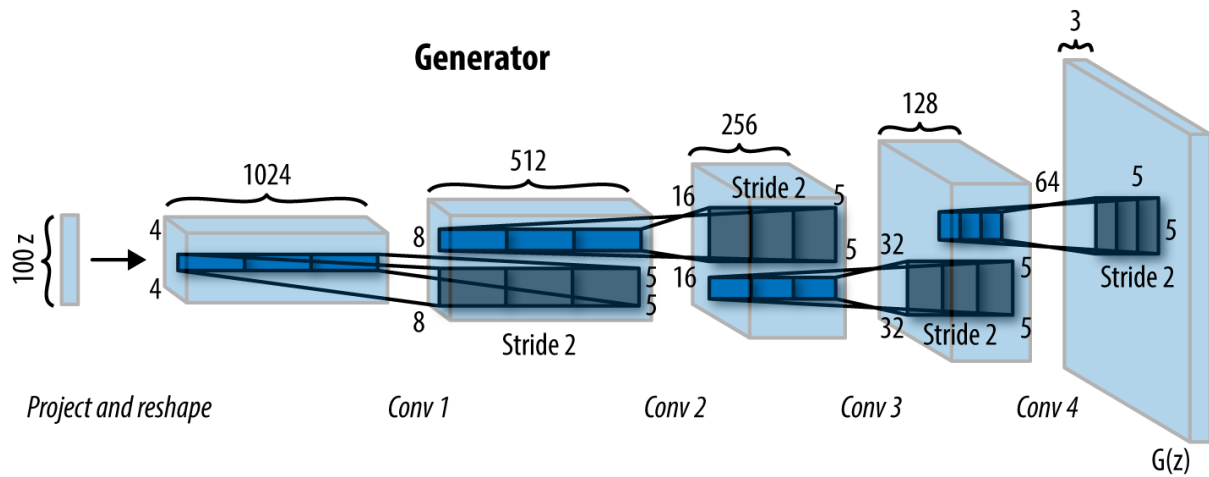 Generator
3
128
256
1024
512
64
5
16
Stride 2
5
4
8
5
5
32
100 z
16
5
5
4
5
8
Stride 2
32
Stride 2
5
Stride 2
Project and reshape
Conv 1
Conv 2
Conv 3
Conv 4
G(z)